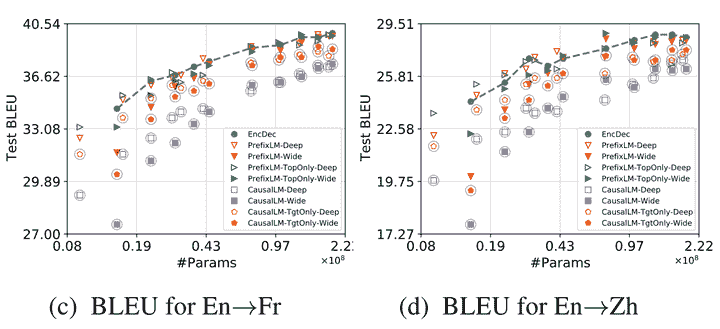 40.54
36.62
33.08
29.89
27.00
Test BLEU
0.08
0.19
0.43
0.97
2.22
#Params
×10⁸
EncDec
PrefixLM-Deep
PrefixLM-Wide
PrefixLM-TopOnly-Deep
PrefixLM-TopOnly-Wide
CausalLM-Deep
CausalLM-Wide
CausalLM-TgtOnly-Deep
CausalLM-TgtOnly-Wide
(c) BLEU for En→Fr
29.51
25.81
22.58
19.75
17.27
Test BLEU
0.08
0.19
0.43
0.97
2.22
#Params
×10⁸
EncDec
PrefixLM-Deep
PrefixLM-Wide
PrefixLM-TopOnly-Deep
PrefixLM-TopOnly-Wide
CausalLM-Deep
CausalLM-Wide
CausalLM-TgtOnly-Deep
CausalLM-TgtOnly-Wide
(d) BLEU for En→Zh